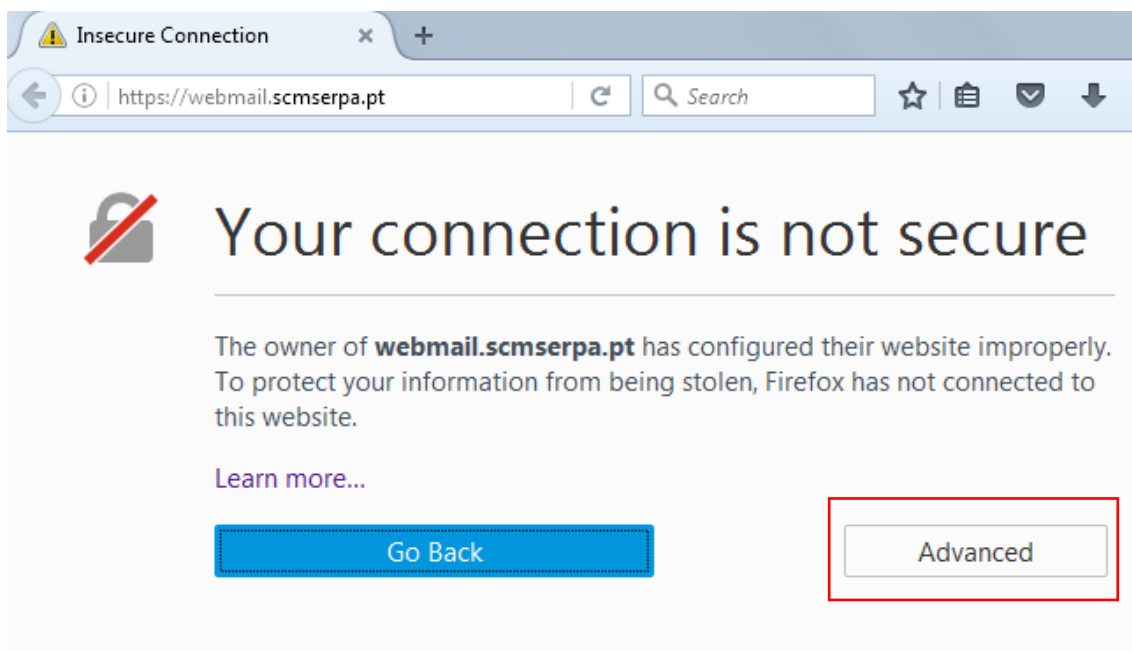 Insecure Connection
https://webmail.scmserpa.pt
Search
Your connection is not secure
The owner of webmail.scmserpa.pt has configured their website improperly.
To protect your information from being stolen, Firefox has not connected to
this website.
Learn more...
Go Back
Advanced